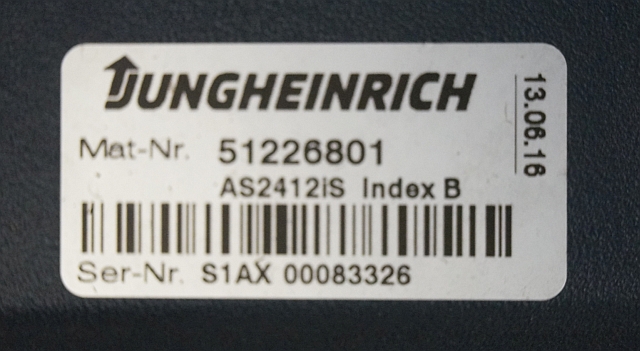 JUNGHEINRICH
Mat-Nr. 51226801
AS2412iS Index B
Ser-Nr. S1AX 00083326
13.06.16